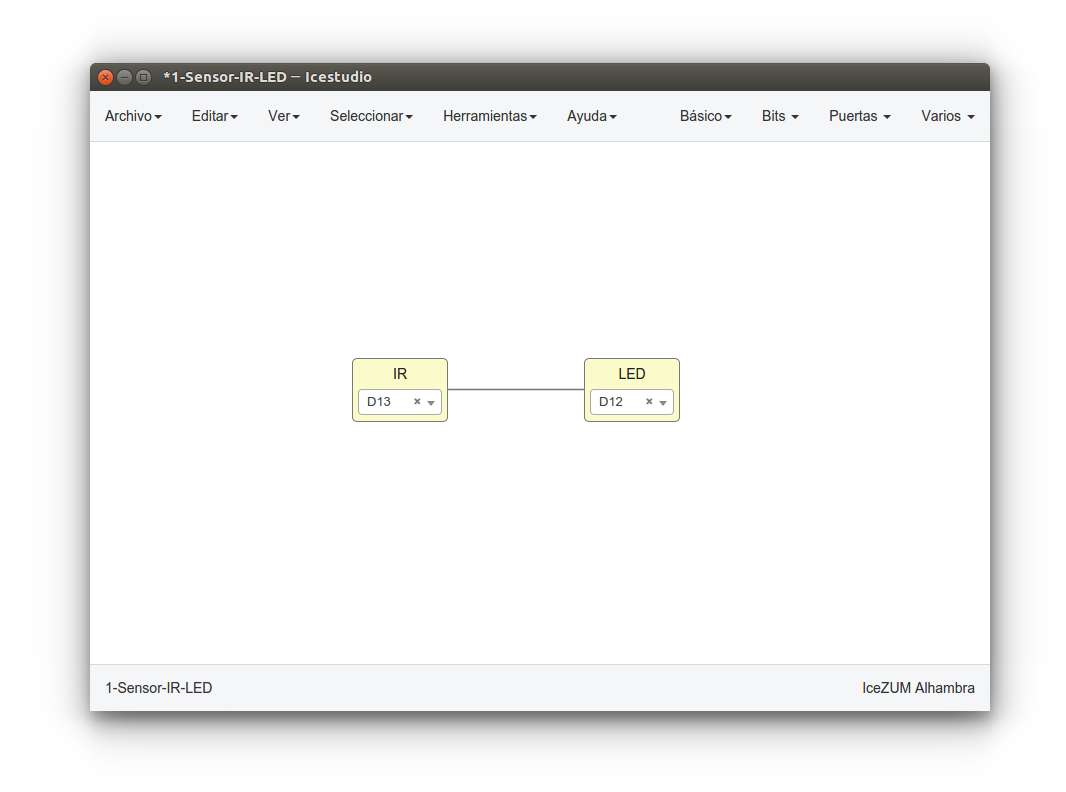 *1-Sensor-IR-LED — Icestudio
Archivo Editar Ver Seleccionar Herramientas Ayuda Básico Bits Puertas Varios
IR LED
D13 × D12 ×
1-Sensor-IR-LED IceZUM Alhambra